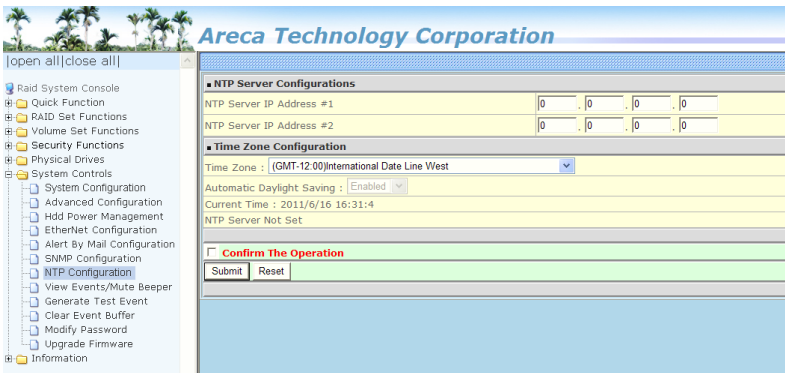 Areca Technology Corporation
|open all|close all|
Raid System Console
Quick Function
RAID Set Functions
Volume Set Functions
Security Functions
Physical Drives
System Controls
System Configuration
Advanced Configuration
Hdd Power Management
EtherNet Configuration
Alert By Mail Configuration
SNMP Configuration
NTP Configuration
View Events/Mute Beeper
Generate Test Event
Clear Event Buffer
Modify Password
Upgrade Firmware
Information
NTP Server Configurations
NTP Server IP Address #1 0 . 0 . 0 . 0
NTP Server IP Address #2 0 . 0 . 0 . 0
Time Zone Configuration
Time Zone : (GMT-12:00)International Date Line West
Automatic Daylight Saving : Enabled
Current Time : 2011/6/16 16:31:4
NTP Server Not Set
Confirm The Operation
Submit Reset